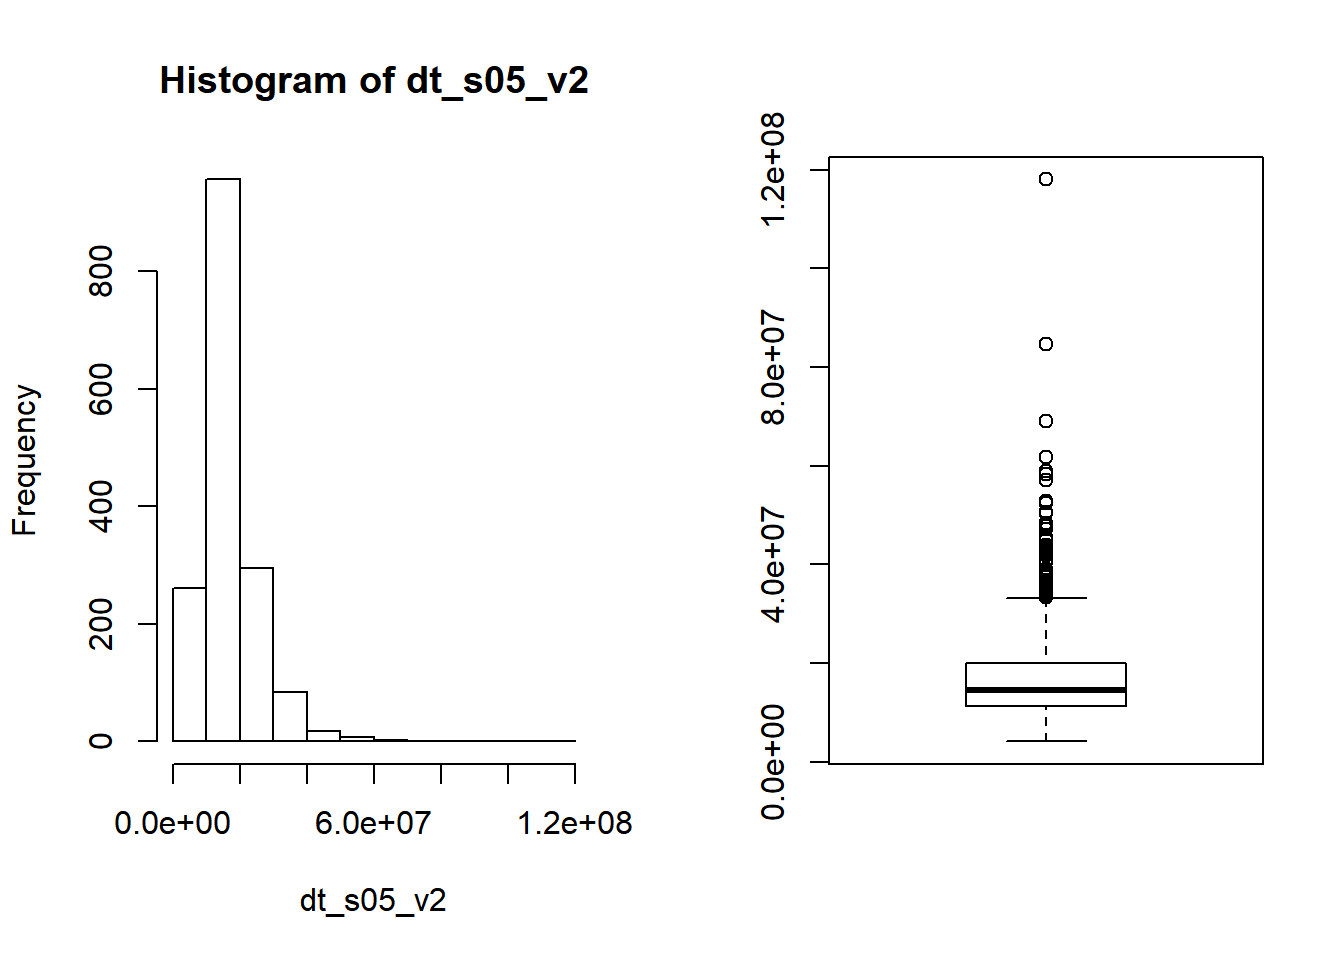 Histogram of dt_s05_v2
Frequency
800
600
400
200
0
0.0e+00 6.0e+07 1.2e+08
dt_s05_v2
1.2e+08
8.0e+07
4.0e+07
0.0e+00